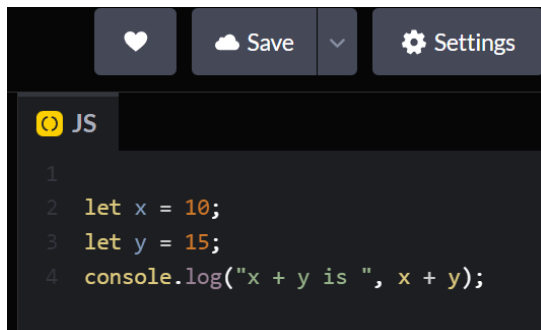 Save Settings
JS
1
2 let x = 10;
3 let y = 15;
4 console.log("x + y is ", x + y);